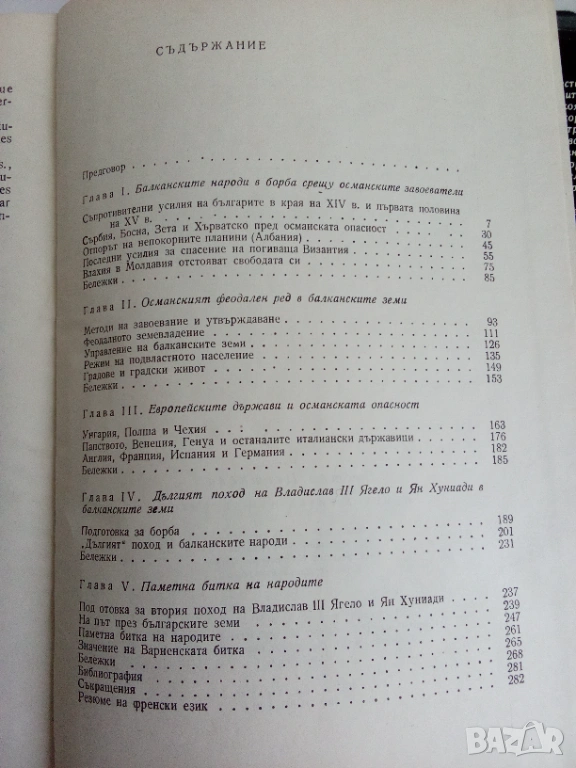 СЪДЪРЖАНИЕ
Предговор
Глава I. Балканските народи в борба срещу османските завоеватели
Съпротивителни усилия на българите в края на XIV в. и първата половина
на XV в. 7
Сърбия, Босна, Зета и Хърватско пред османската опасност 30
Отпорът на непокорните планини (Албания) 45
Последни усилия за спасение на погиваща Византия 55
Влахия и Молдавия отстояват свободата си 73
Бележки 85
Глава II. Османският феодален ред в балканските земи
Методи на завоевание и утвърждаване 93
Феодалното земевладение 111
Управление на балканските земи 126
Режим на подвластното население 135
Градове и градски живот 149
Бележки 153
Глава III. Европейските държави и османската опасност
Унгария, Полша и Чехия 163
Папството, Венеция, Генуа и останалите италиански държавици 176
Англия, Франция, Испания и Германия 182
Бележки 185
Глава IV. Дългият поход на Владислав III Ягело и Ян Хуниади в
балканските земи
Подготовка за борба 189
„Дългият" поход и балканските народи 201
Бележки 231
Глава V. Паметна битка на народите
Под отовка за втория поход на Владислав III Ягело и Ян Хуниади 237
На път през българските земи 239
Паметна битка на народите 247
Значение на Варненската битка 261
Бележки 265
Библиография 268
Съкращения 281
Резюме на френски език 282
BAZAR